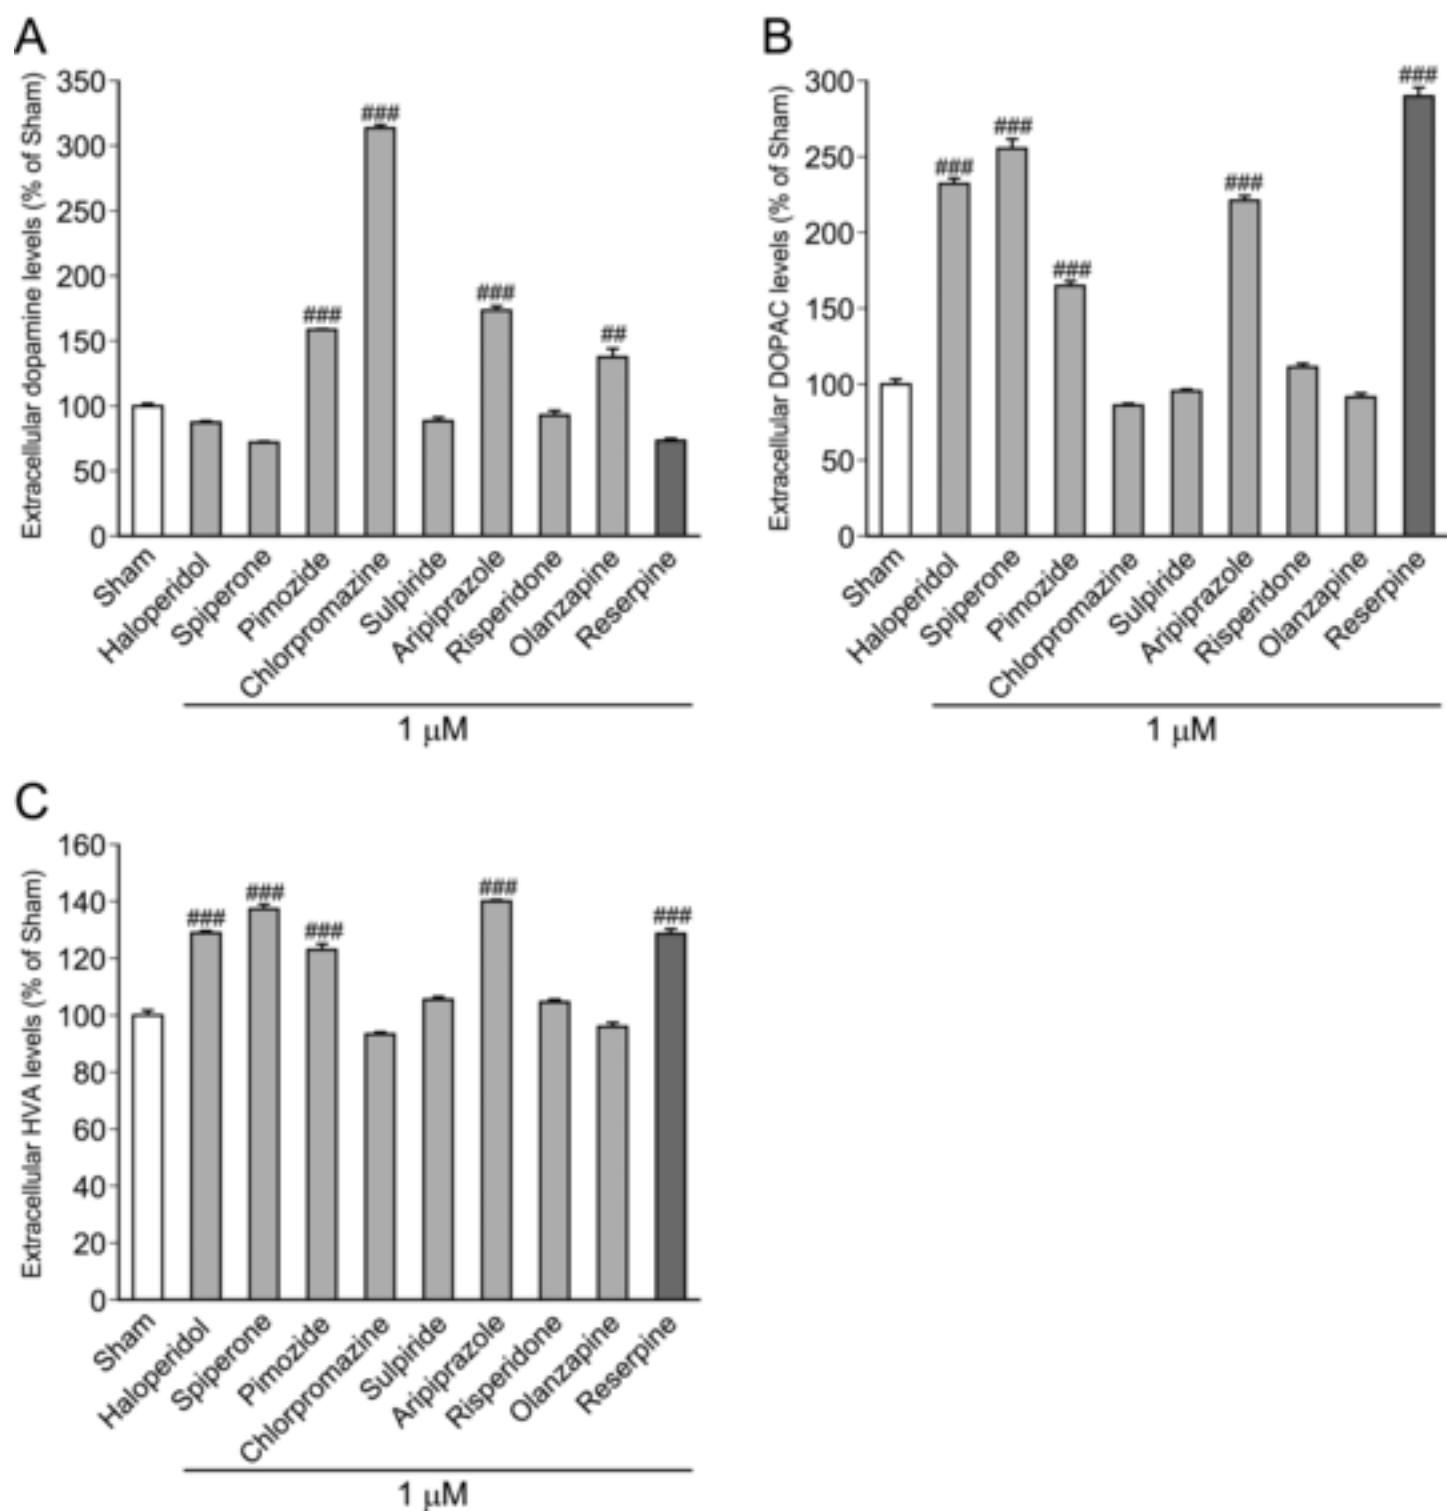 A
Extracellular dopamine levels (% of Sham)
350
300
250
200
150
100
50
0
###
###
###
##
Sham
Haloperidol
Spiperone
Pimozide
Chlorpromazine
Sulpiride
Aripiprazole
Risperidone
Olanzapine
Reserpine
1 μM
B
Extracellular DOPAC levels (% of Sham)
300
250
200
150
100
50
0
###
###
###
###
###
Sham
Haloperidol
Spiperone
Pimozide
Chlorpromazine
Sulpiride
Aripiprazole
Risperidone
Olanzapine
Reserpine
1 μM
C
Extracellular HVA levels (% of Sham)
160
140
120
100
80
60
40
20
0
###
###
###
###
###
Sham
Haloperidol
Spiperone
Pimozide
Chlorpromazine
Sulpiride
Aripiprazole
Risperidone
Olanzapine
Reserpine
1 μM